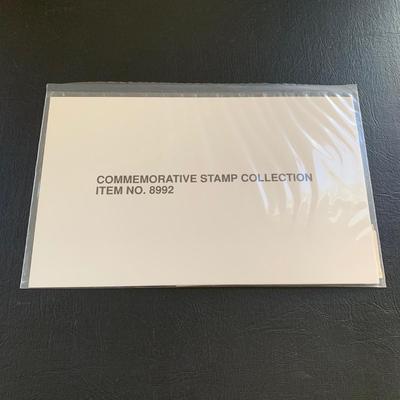 COMMEMORATIVE STAMP COLLECTION
ITEM NO. 8992